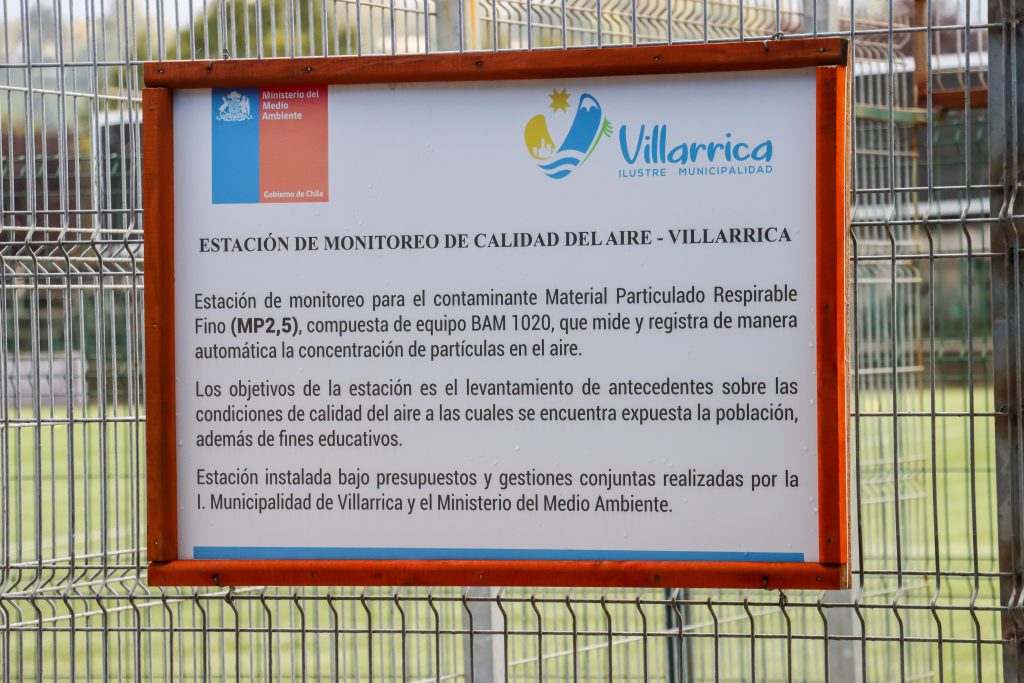 Ministerio del
Medio
Ambiente
Gobierno de Chile
Villarrica
ILUSTRE MUNICIPALIDAD
ESTACIÓN DE MONITOREO DE CALIDAD DEL AIRE - VILLARRICA
Estación de monitoreo para el contaminante Material Particulado Respirable
Fino (MP2,5), compuesta de equipo BAM 1020, que mide y registra de manera
automática la concentración de partículas en el aire.
Los objetivos de la estación es el levantamiento de antecedentes sobre las
condiciones de calidad del aire a las cuales se encuentra expuesta la población,
además de fines educativos.
Estación instalada bajo presupuestos y gestiones conjuntas realizadas por la
I. Municipalidad de Villarrica y el Ministerio del Medio Ambiente.